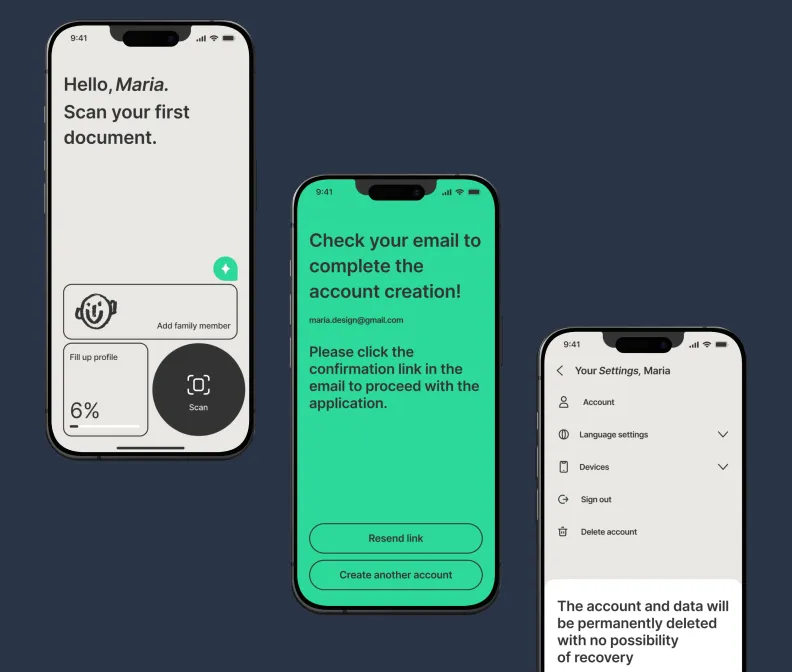 9:41
Hello, Maria.
Scan your first
document.
Add family member
Fill up profile
6%
Scan
9:41
Check your email to
complete the
account creation!
maria.design@gmail.com
Please click the
confirmation link in the
email to proceed with the
application.
Resend link
Create another account
9:41
Your Settings, Maria
Account
Language settings
Devices
Sign out
Delete account
The account and data will
be permanently deleted
with no possibility
of recovery